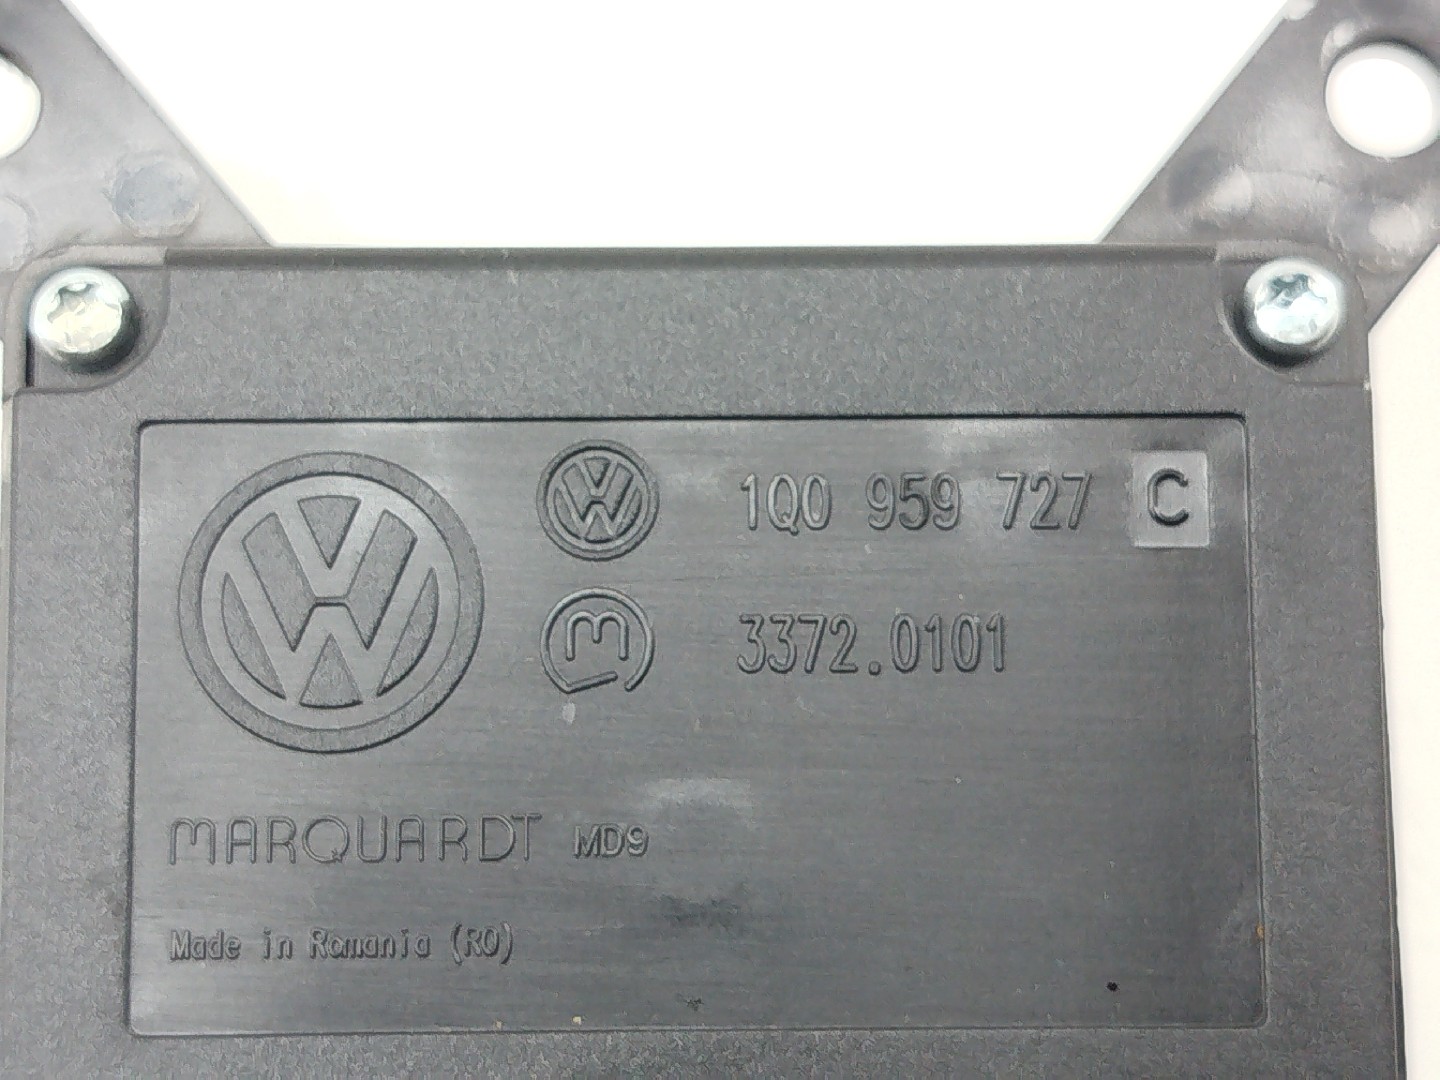 1Q0 959 727 C
3372.0101
MARQUARDT MD9
Made in Romania (RO)